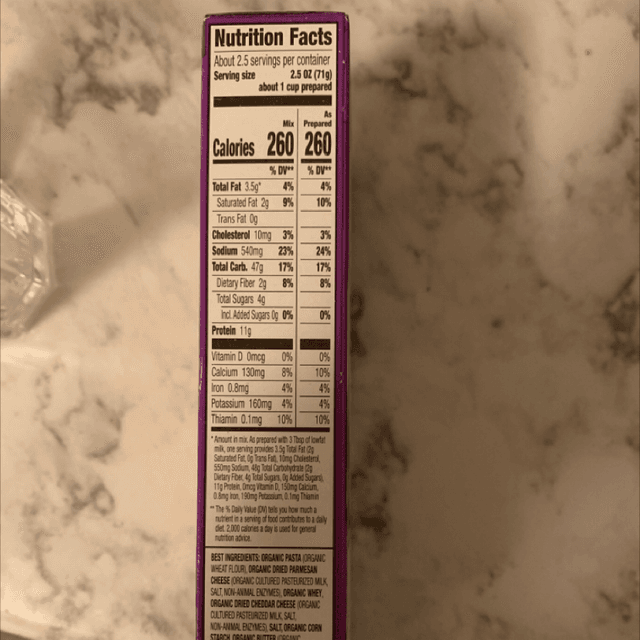 Nutrition Facts
About 2.5 servings per container
Serving size 2.5 OZ (71g)
about 1 cup prepared
Mix As Prepared
Calories 260 260
% DV** % DV**
Total Fat 3.5g* 4% 4%
Saturated Fat 2g 9% 10%
Trans Fat 0g
Cholesterol 10mg 3% 3%
Sodium 540mg 23% 24%
Total Carb. 47g 17% 17%
Dietary Fiber 2g 8% 8%
Total Sugars 4g
Incl. Added Sugars 0g 0% 0%
Protein 11g
Vitamin D 0mcg 0% 0%
Calcium 130mg 8% 10%
Iron 0.8mg 4% 4%
Potassium 160mg 4% 4%
Thiamin 0.1mg 10% 10%
* Amount in mix. As prepared with 3 Tbsp of lowfat
milk, one serving provides 3.5g Total Fat (2g
Saturated Fat, 0g Trans Fat), 10mg Cholesterol,
550mg Sodium, 48g Total Carbohydrate (2g
Dietary Fiber, 4g Total Sugars, 0g Added Sugars),
11g Protein, 0mcg Vitamin D, 150mg Calcium,
0.8mg Iron, 190mg Potassium, 0.1mg Thiamin
** The % Daily Value (DV) tells you how much a
nutrient in a serving of food contributes to a daily
diet. 2,000 calories a day is used for general
nutrition advice.
BEST INGREDIENTS: ORGANIC PASTA (ORGANIC
WHEAT FLOUR), ORGANIC DRIED PARMESAN
CHEESE (ORGANIC CULTURED PASTEURIZED MILK,
SALT, NON-ANIMAL ENZYMES), ORGANIC WHEY,
ORGANIC DRIED CHEDDAR CHEESE (ORGANIC
CULTURED PASTEURIZED MILK, SALT,
NON-ANIMAL ENZYMES), SALT, ORGANIC CORN
STARCH, ORGANIC BUTTER (ORGANIC